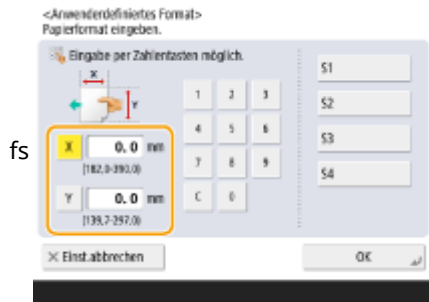 <Anwenderdefiniertes Format>
Papierformat eingeben.
Eingabe per Zahlentasten möglich.
X
Y
fs
X 0. 0 mm
(182,0-390,0)
Y 0. 0 mm
(139,7-297,0)
1 2 3
4 5 6
7 8 9
C 0
S1
S2
S3
S4
× Einst.abbrechen
OK